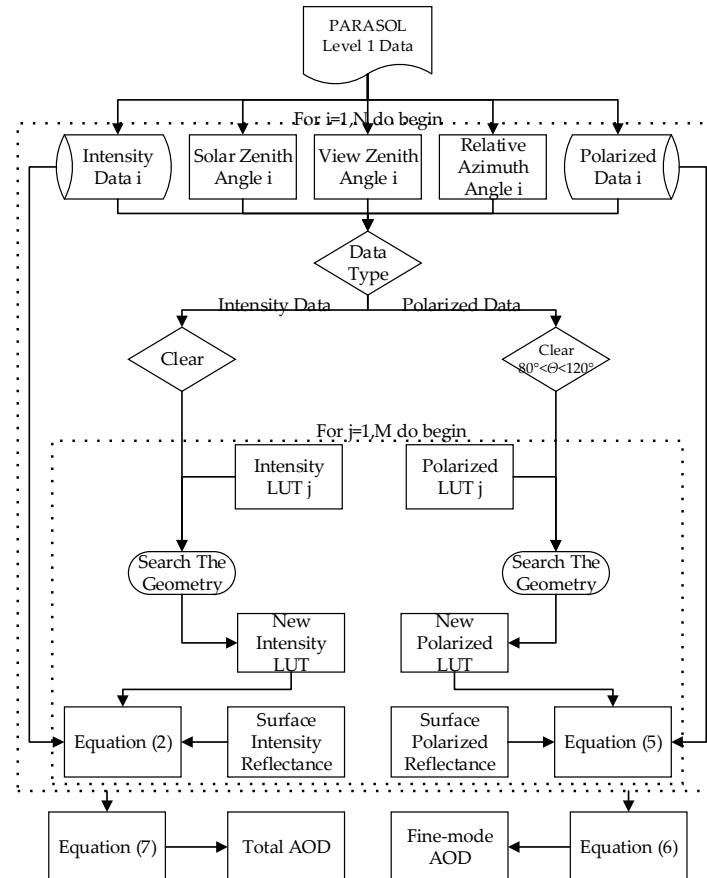 PARASOL
Level 1 Data
For i=1,N do begin
Intensity
Data i
Solar Zenith
Angle i
View Zenith
Angle i
Relative
Azimuth
Angle i
Polarized
Data i
Data
Type
Intensity Data
Polarized Data
Clear
Clear
80°<Θ<120°
For j=1,M do begin
Intensity
LUT j
Polarized
LUT j
Search The
Geometry
Search The
Geometry
New
Intensity
LUT
New
Polarized
LUT
Equation (2)
Surface
Intensity
Reflectance
Surface
Polarized
Reflectance
Equation (5)
Equation (7)
Total AOD
Fine-mode
AOD
Equation (6)